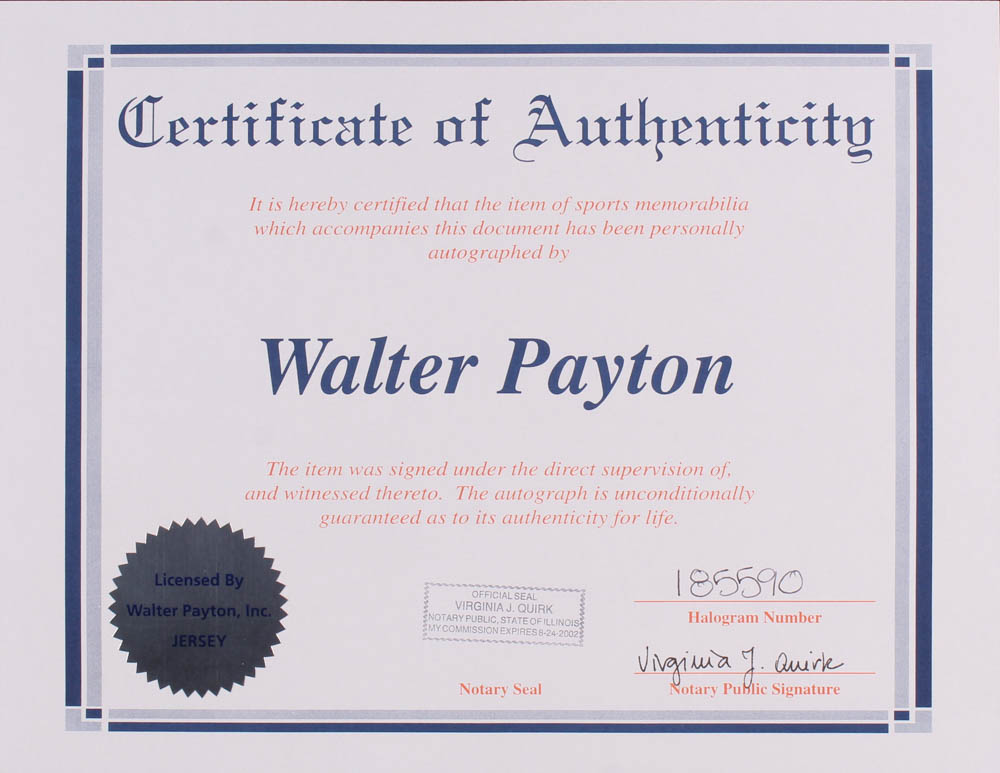 Certificate of Authenticity
It is hereby certified that the item of sports memorabilia
which accompanies this document has been personally
autographed by
Walter Payton
The item was signed under the direct supervision of,
and witnessed thereto. The autograph is unconditionally
guaranteed as to its authenticity for life.
Licensed By
Walter Payton, Inc.
JERSEY
OFFICIAL SEAL
VIRGINIA J. QUIRK
NOTARY PUBLIC, STATE OF ILLINOIS
MY COMMISSION EXPIRES 8-24-2002
Notary Seal
185590
Halogram Number
Virginia J. Quirk
Notary Public Signature